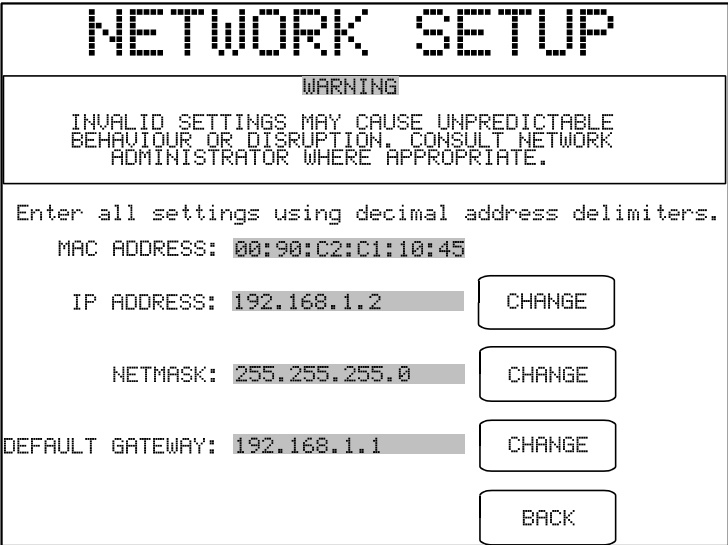 NETWORK SETUP
WARNING
INVALID SETTINGS MAY CAUSE UNPREDICTABLE
BEHAVIOUR OR DISRUPTION. CONSULT NETWORK
ADMINISTRATOR WHERE APPROPRIATE.
Enter all settings using decimal address delimiters.
MAC ADDRESS: 00:90:C2:C1:10:45
IP ADDRESS: 192.168.1.2 CHANGE
NETMASK: 255.255.255.0 CHANGE
DEFAULT GATEWAY: 192.168.1.1 CHANGE
BACK